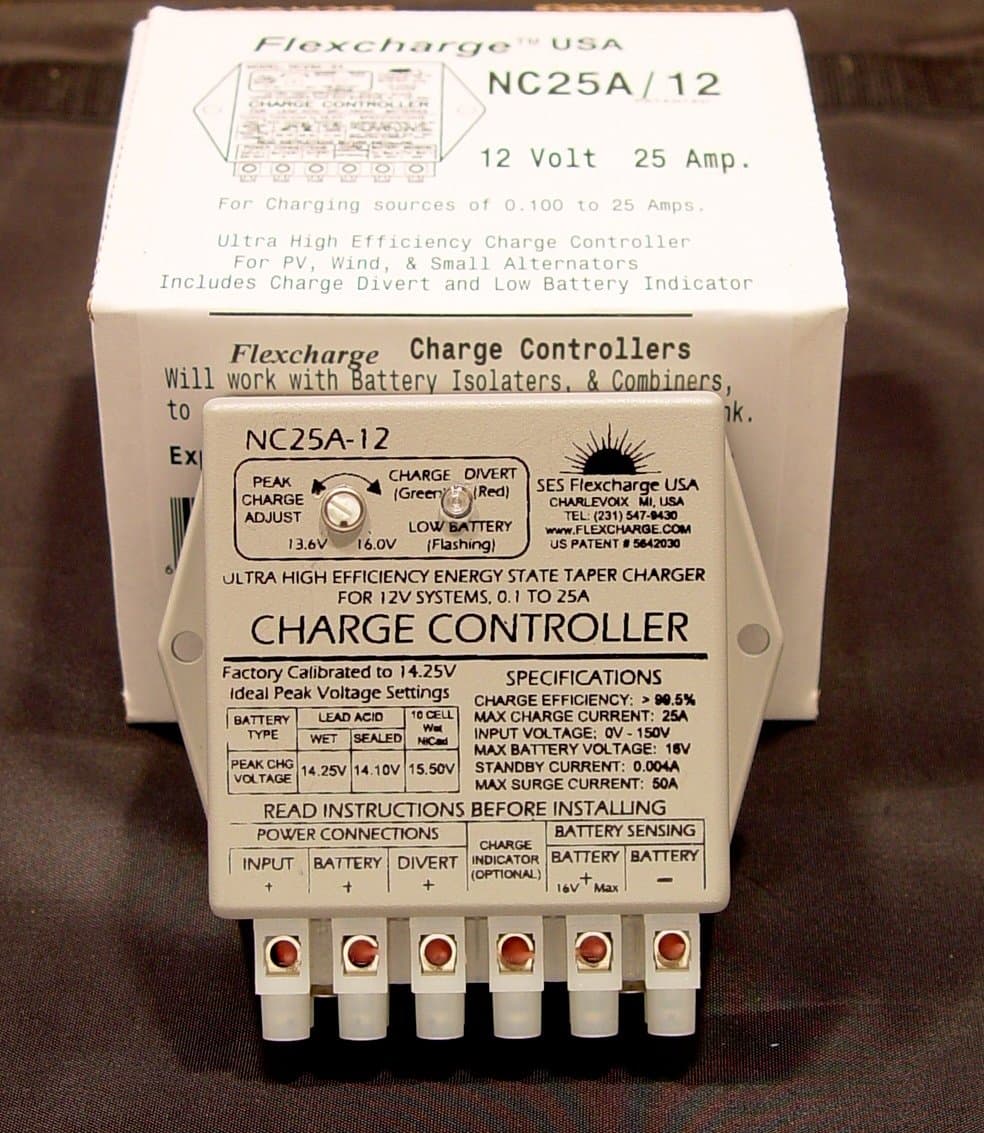 Flexcharge™ USA
NC25A/12
CHARGE CONTROLLER
12 Volt 25 Amp.
For Charging sources of 0.100 to 25 Amps.
Ultra High Efficiency Charge Controller
For PV, Wind, & Small Alternators
Includes Charge Divert and Low Battery Indicator
Flexcharge Charge Controllers
Will work with Battery Isolaters, & Combiners,
to
NC25A-12
PEAK
CHARGE
ADJUST
13.6V 16.0V
CHARGE DIVERT
(Green) (Red)
LOW BATTERY
(Flashing)
SES Flexcharge USA
CHARLEVOIX MI, USA
TEL: (231) 547-9430
www.FLEXCHARGE.COM
US PATENT # 5642030
ULTRA HIGH EFFICIENCY ENERGY STATE TAPER CHARGER
FOR 12V SYSTEMS, 0.1 TO 25A
CHARGE CONTROLLER
Factory Calibrated to 14.25V
Ideal Peak Voltage Settings
BATTERY TYPE LEAD ACID 10 CELL Wet NiCad
WET SEALED
PEAK CHG VOLTAGE 14.25V 14.10V 15.50V
SPECIFICATIONS
CHARGE EFFICIENCY: > 99.5%
MAX CHARGE CURRENT: 25A
INPUT VOLTAGE; 0V - 150V
MAX BATTERY VOLTAGE: 16V
STANDBY CURRENT: 0.004A
MAX SURGE CURRENT: 50A
READ INSTRUCTIONS BEFORE INSTALLING
POWER CONNECTIONS
INPUT + BATTERY + DIVERT +
CHARGE
INDICATOR
(OPTIONAL)
BATTERY SENSING
BATTERY BATTERY
16V + Max −